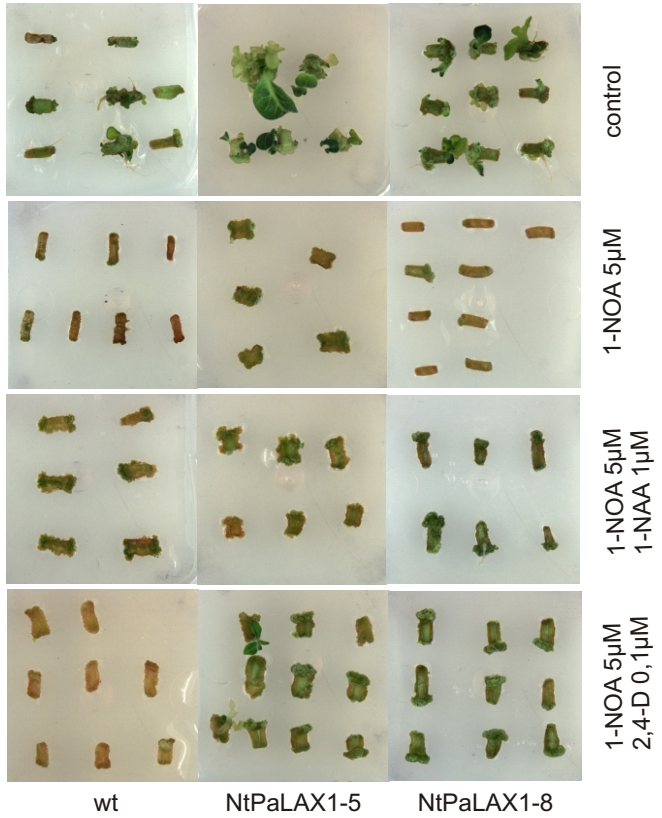 control
1-NOA 5µM
1-NOA 5µM
1-NAA 1µM
1-NOA 5µM
2,4-D 0,1µM
wt
NtPaLAX1-5
NtPaLAX1-8